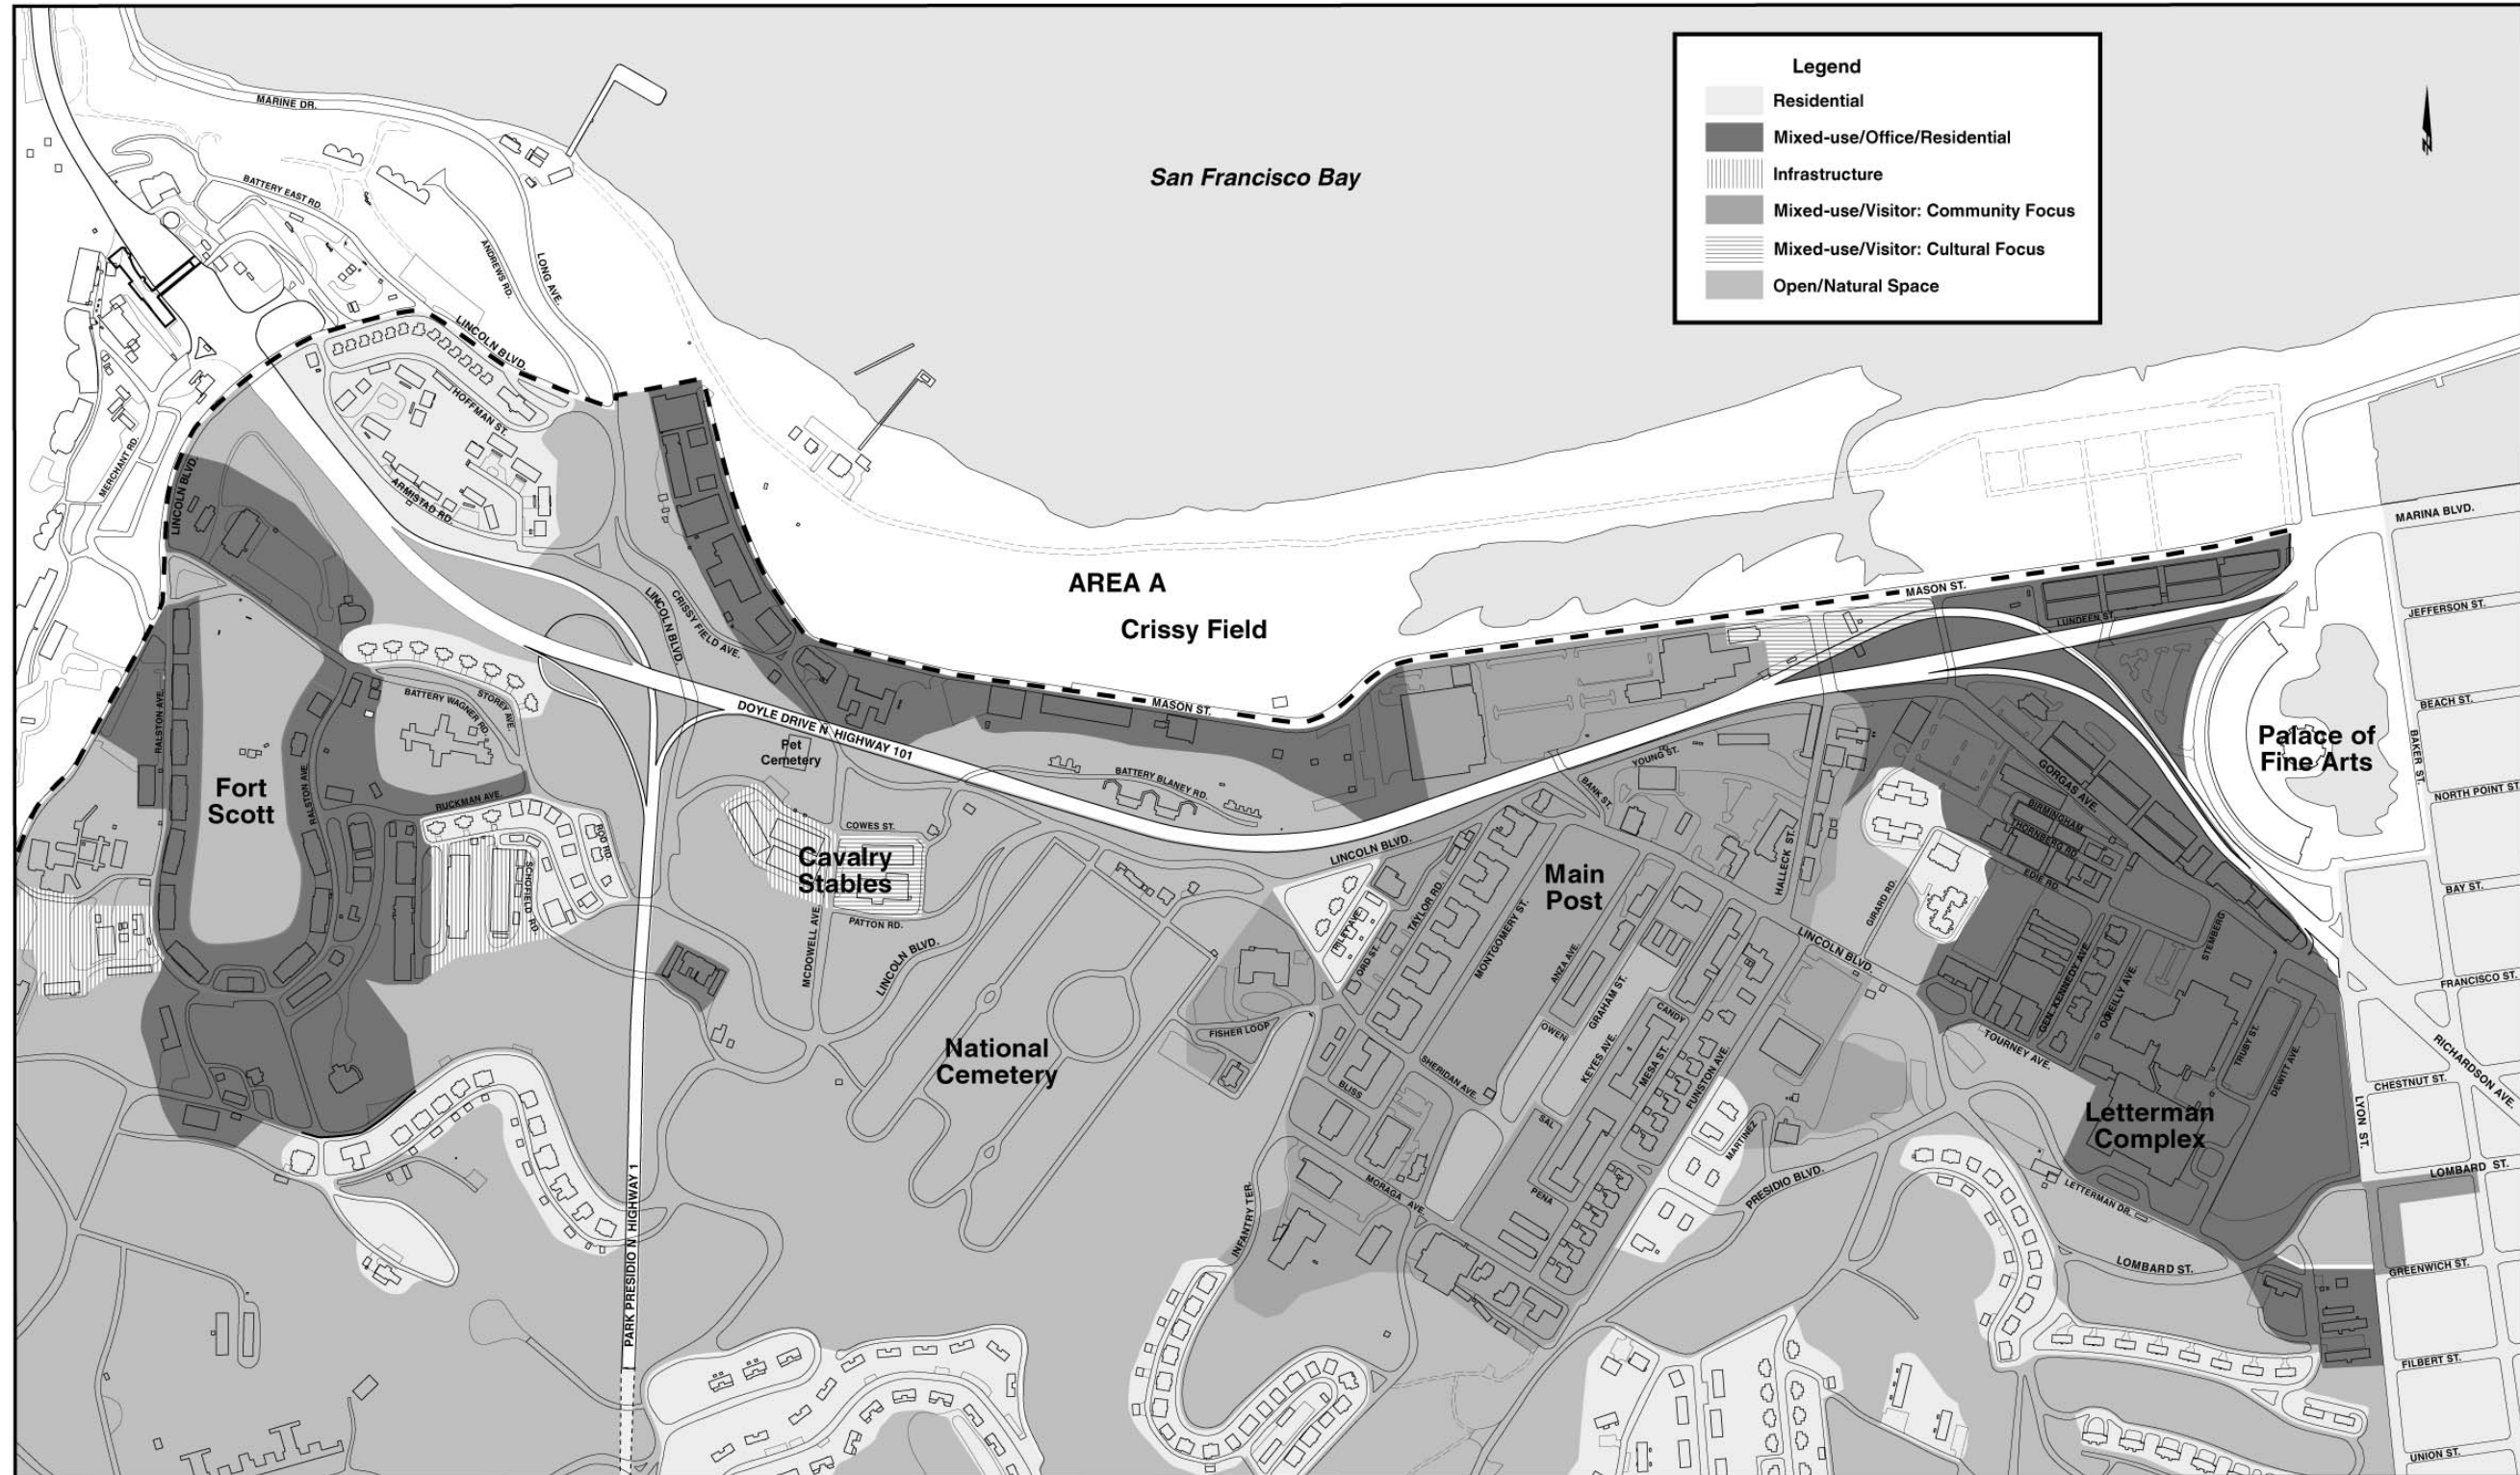 Legend
Residential
Mixed-use/Office/Residential
Infrastructure
Mixed-use/Visitor: Community Focus
Mixed-use/Visitor: Cultural Focus
Open/Natural Space
N
San Francisco Bay
MARINE DR.
BATTERY EAST RD.
ANDREWS RD.
LONG AVE.
LINCOLN BLVD.
HOFFMAN ST.
ARMISTAD RD.
MERCHANT RD.
LINCOLN BLVD.
AREA A
Crissy Field
LINCOLN BLVD.
CRISSY FIELD AVE.
MASON ST.
MASON ST.
LUNDEEN ST.
MARINA BLVD.
JEFFERSON ST.
BEACH ST.
BAKER ST.
NORTH POINT ST.
BAY ST.
FRANCISCO ST.
RICHARDSON AVE.
CHESTNUT ST.
LYON ST.
LOMBARD ST.
GREENWICH ST.
FILBERT ST.
UNION ST.
Palace of
Fine Arts
RALSTON AVE.
BATTERY WAGNER RD.
STOREY AVE.
Fort
Scott
RALSTON AVE.
RUCKMAN AVE.
ROD RD.
SCHOFIELD RD.
DOYLE DRIVE N HIGHWAY 101
Pet
Cemetery
BATTERY BLANEY RD.
COWES ST.
Cavalry
Stables
PATTON RD.
MCDOWELL AVE.
LINCOLN BLVD.
National
Cemetery
FISHER LOOP
PARK PRESIDIO N. HIGHWAY 1
INFANTRY TER.
LINCOLN BLVD.
RILEY AVE.
ORD ST.
TAYLOR RD.
MONTGOMERY ST.
BANK ST.
YOUNG ST.
HALLECK ST.
Main
Post
ANZA AVE.
GRAHAM ST.
OWEN
KEYES AVE.
CANDY
MESA ST.
FUNSTON AVE.
SHERIDAN AVE.
BLISS
SAL
PENA
MORAGA AVE.
MARTINEZ
PRESIDIO BLVD.
LINCOLN BLVD.
GIRARD RD.
GORGAS AVE.
BIRMINGHAM
THORNBERG RD.
EDIE RD.
GEN. KENNEDY AVE.
O'REILLY AVE.
STEMBERG
TRUBY ST.
DEWITT AVE.
TOURNEY AVE.
Letterman
Complex
LETTERMAN DR.
LOMBARD ST.